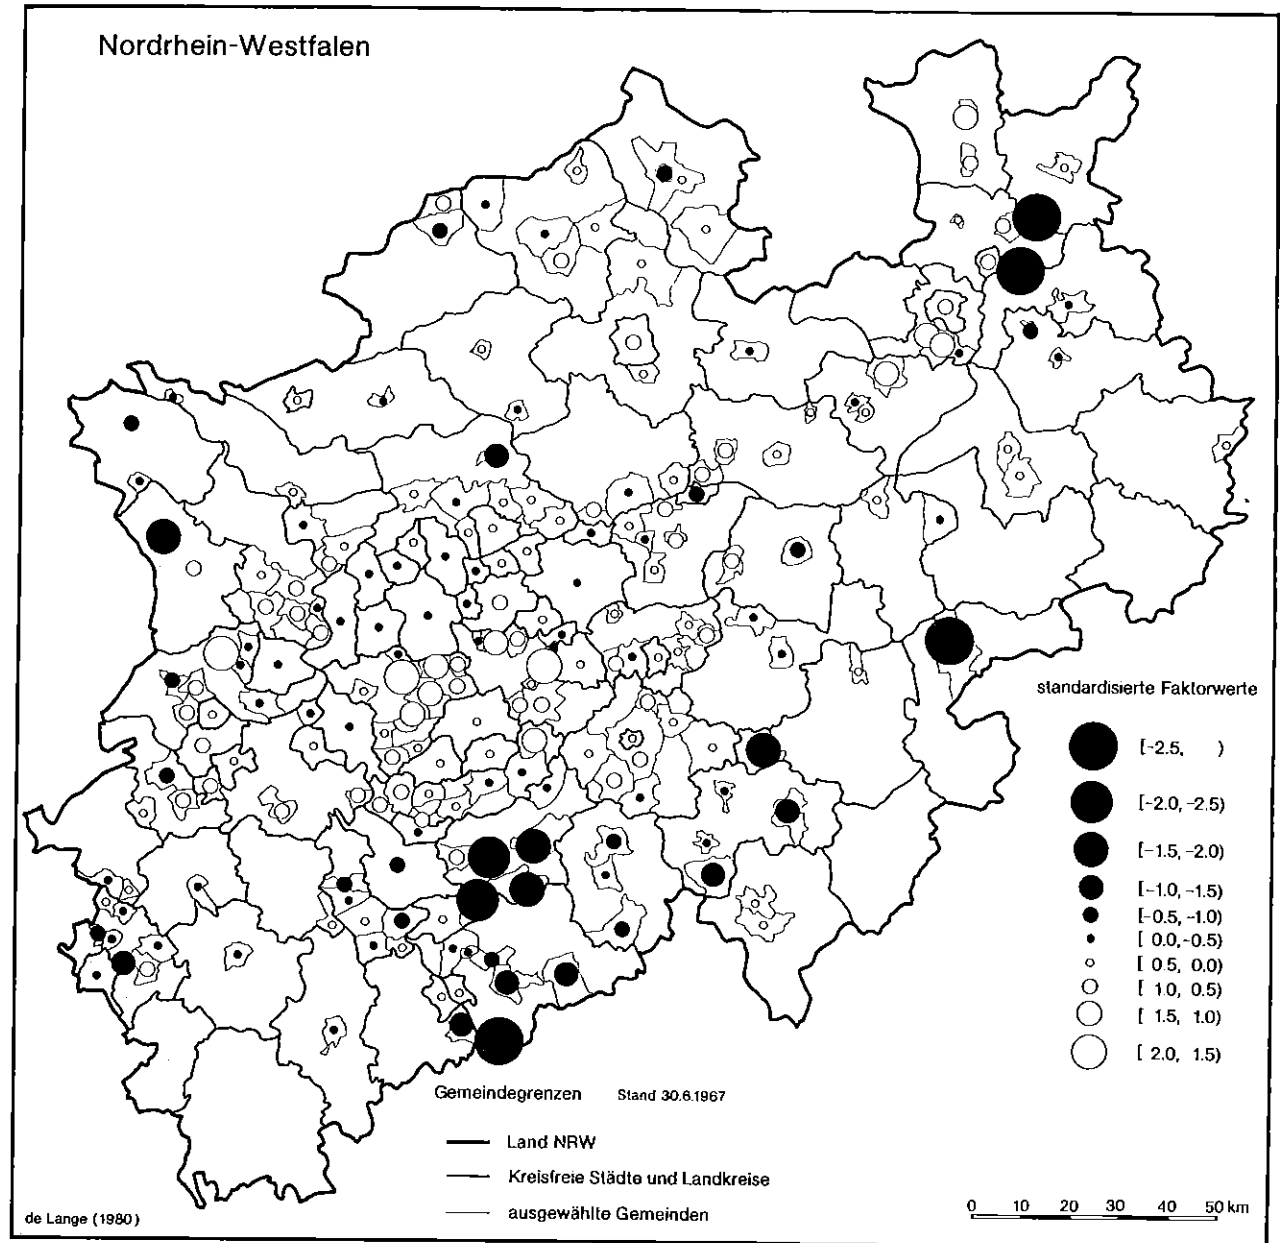 Nordrhein-Westfalen
standardisierte Faktorwerte
[-2.5, )
[-2.0, -2.5)
[-1.5, -2.0)
[-1.0, -1.5)
[-0.5, -1.0)
[ 0.0,-0.5)
[ 0.5, 0.0)
[ 1.0, 0.5)
[ 1.5, 1.0)
[ 2.0, 1.5)
Gemeindegrenzen Stand 30.6.1967
Land NRW
Kreisfreie Städte und Landkreise
ausgewählte Gemeinden
0 10 20 30 40 50 km
de Lange (1980)